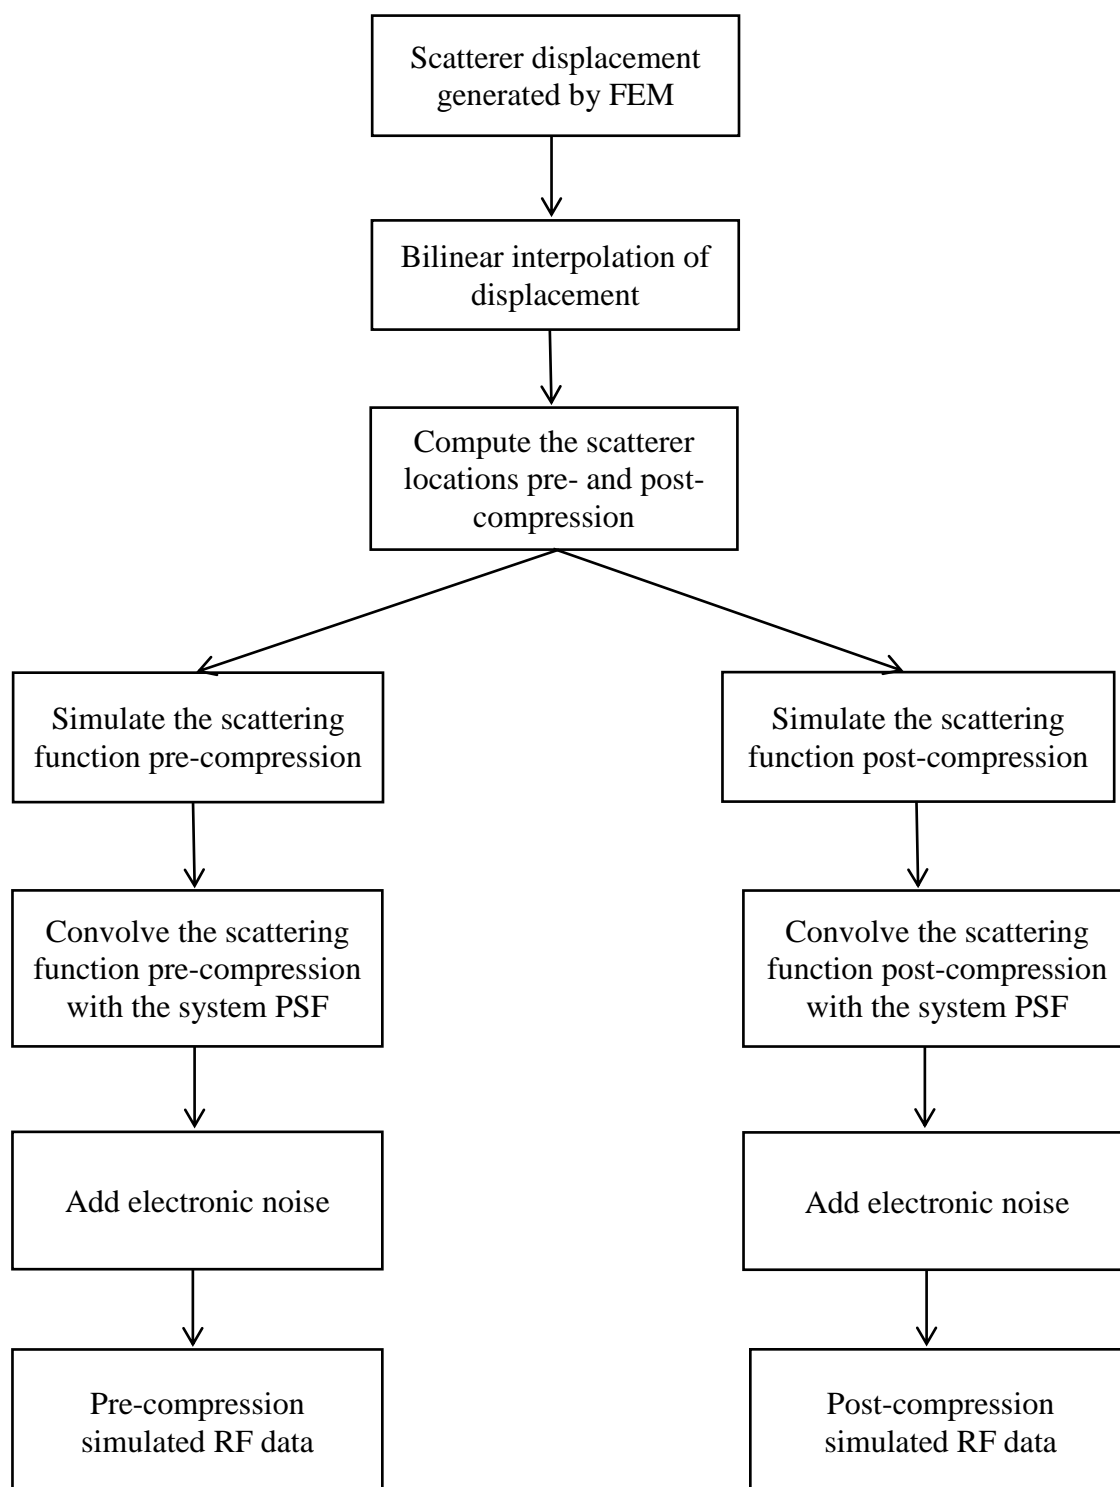 Scatterer displacement
generated by FEM
Bilinear interpolation of
displacement
Compute the scatterer
locations pre- and post-
compression
Simulate the scattering
function pre-compression
Simulate the scattering
function post-compression
Convolve the scattering
function pre-compression
with the system PSF
Convolve the scattering
function post-compression
with the system PSF
Add electronic noise
Add electronic noise
Pre-compression
simulated RF data
Post-compression
simulated RF data